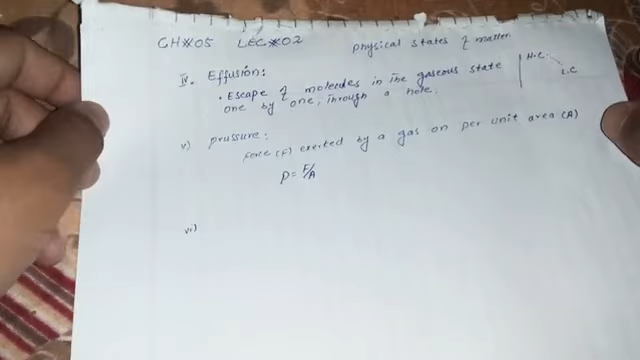 CH#05 LEC#02 physical states of matter
IV. Effusion:
• Escape of molecules in the gaseous state
one by one, through a hole.
H.C.
L.C
v) prussure:
force (F) exerted by a gas on per unit area (A)
P = F/A
vi)